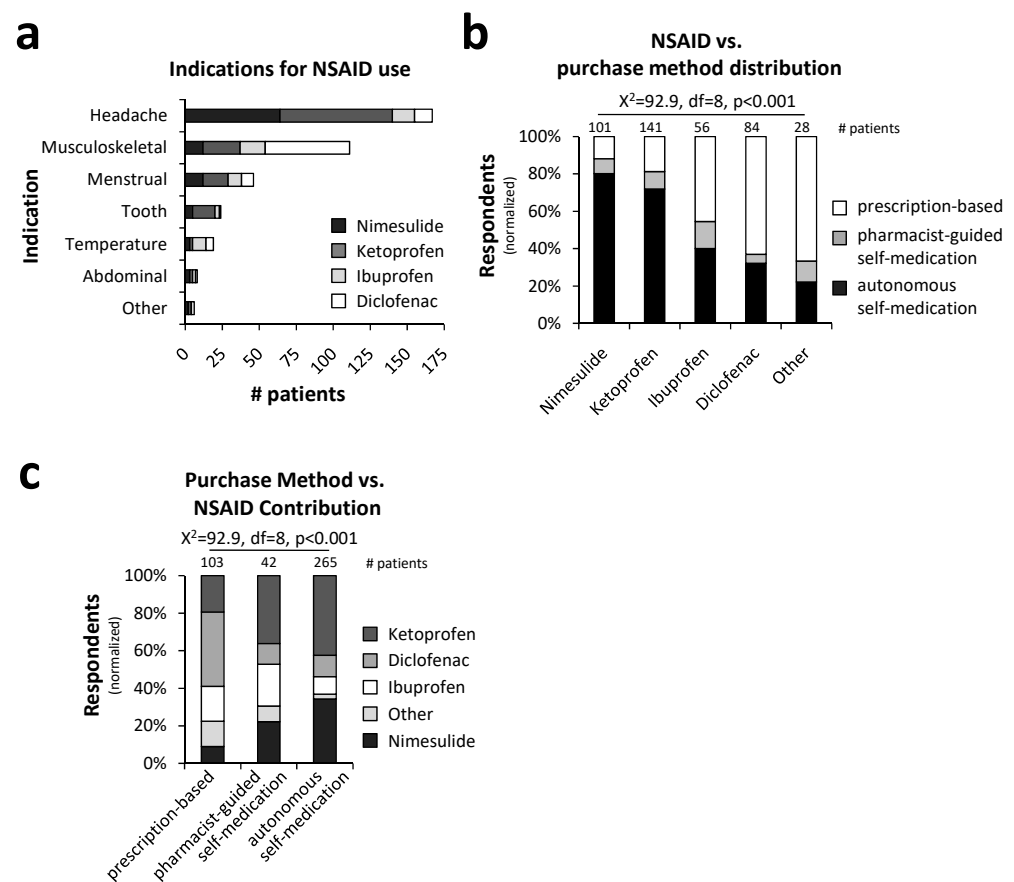 a
Indications for NSAID use
Indication
Headache
Musculoskeletal
Menstrual
Tooth
Temperature
Abdominal
Other
Nimesulide
Ketoprofen
Ibuprofen
Diclofenac
0 25 50 75 100 125 150 175
# patients
b
NSAID vs.
purchase method distribution
X²=92.9, df=8, p<0.001
101 141 56 84 28 # patients
Respondents
(normalized)
100%
80%
60%
40%
20%
0%
Nimesulide
Ketoprofen
Ibuprofen
Diclofenac
Other
prescription-based
pharmacist-guided
self-medication
autonomous
self-medication
c
Purchase Method vs.
NSAID Contribution
X²=92.9, df=8, p<0.001
103 42 265 # patients
Respondents
(normalized)
100%
80%
60%
40%
20%
0%
prescription-based
pharmacist-guided
self-medication
autonomous
self-medication
Ketoprofen
Diclofenac
Ibuprofen
Other
Nimesulide